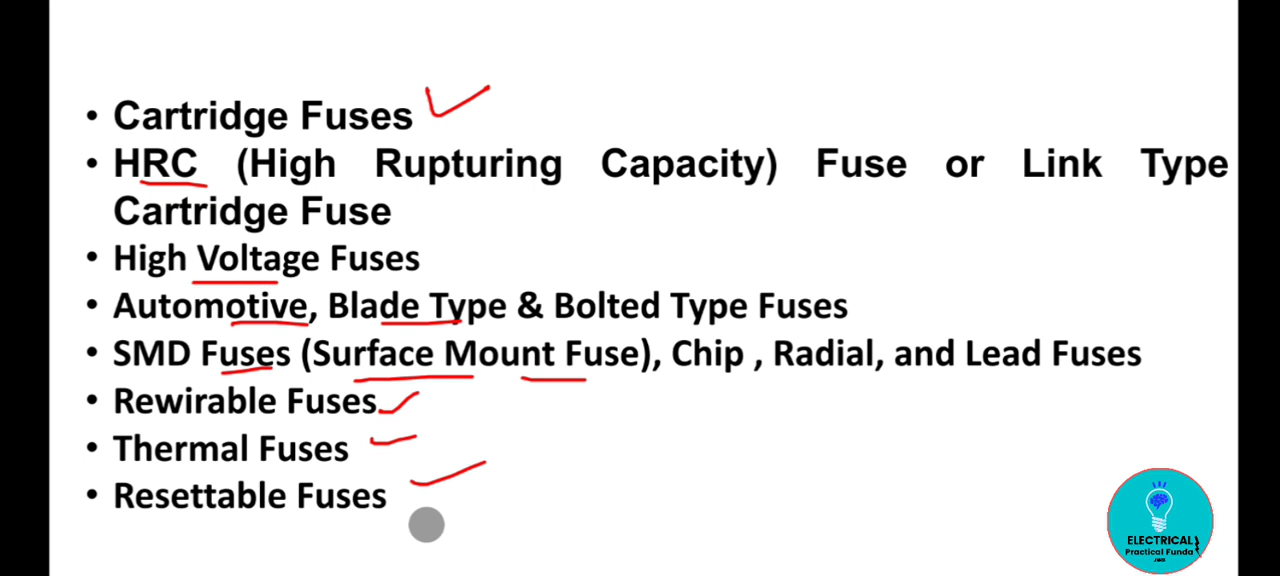 • Cartridge Fuses
• HRC (High Rupturing Capacity) Fuse or Link Type
Cartridge Fuse
• High Voltage Fuses
• Automotive, Blade Type & Bolted Type Fuses
• SMD Fuses (Surface Mount Fuse), Chip , Radial, and Lead Fuses
• Rewirable Fuses
• Thermal Fuses
• Resettable Fuses
ELECTRICAL
Practical Funda